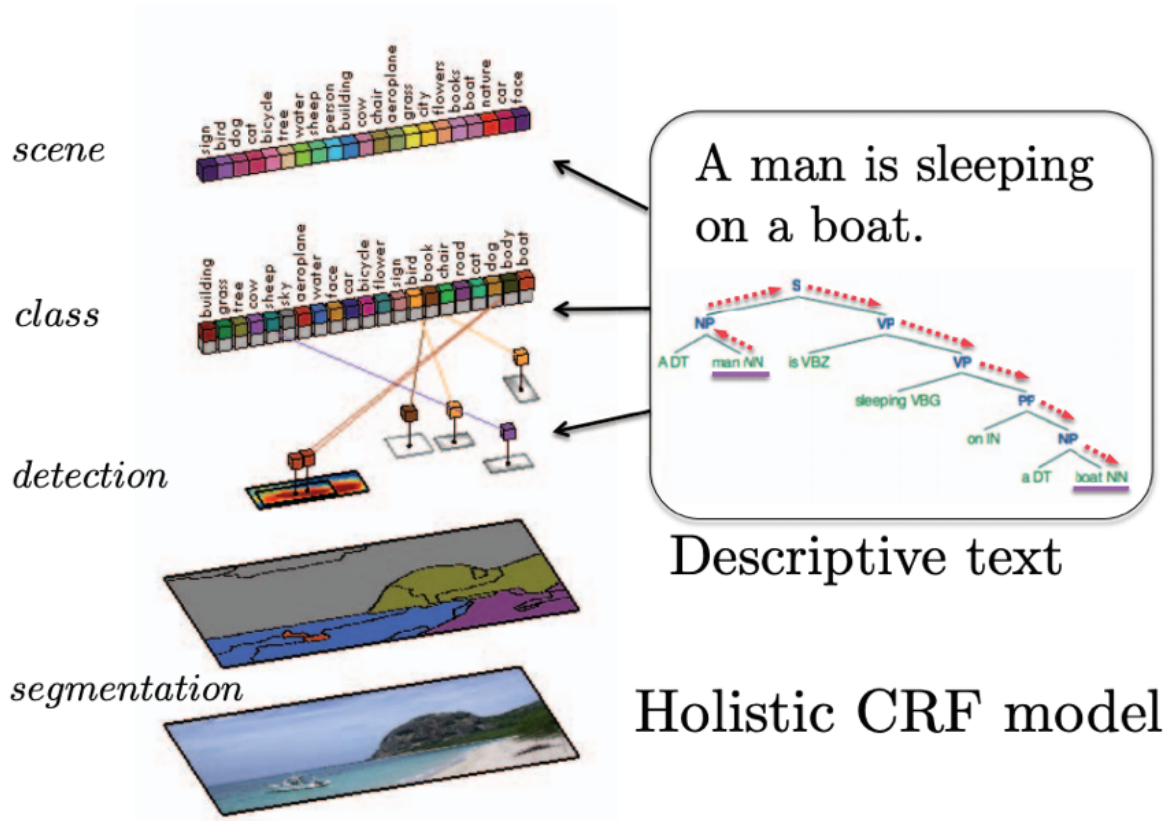 sign
bird
dog
cat
bicycle
tree
water
sheep
person
building
cow
chair
aeroplane
grass
city
flowers
books
boat
nature
car
face
scene
building
grass
tree
cow
sheep
sky
aeroplane
water
face
car
bicycle
flower
sign
bird
book
chair
road
cat
dog
body
boat
class
detection
segmentation
A man is sleeping
on a boat.
S
NP
VP
A DT
man NN
is VBZ
VP
sleeping VBG
PP
on IN
NP
a DT
boat NN
Descriptive text
Holistic CRF model